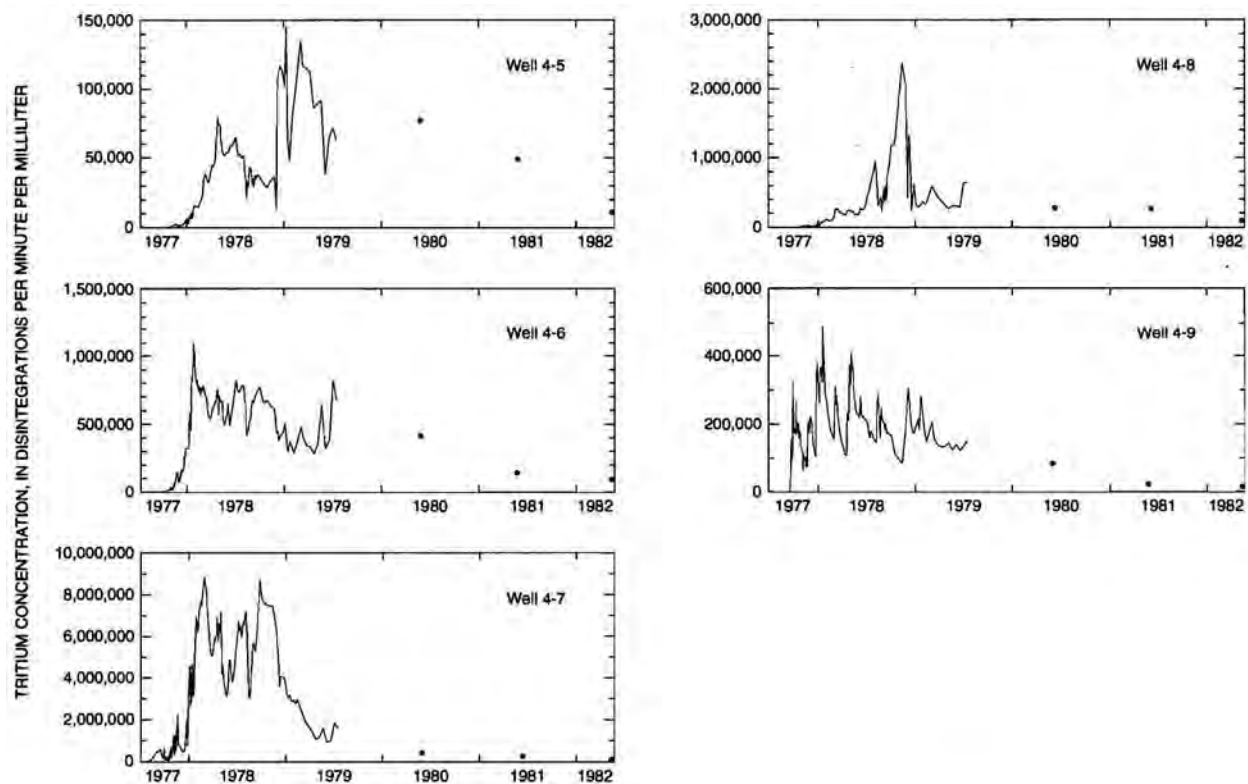 TRITIUM CONCENTRATION, IN DISINTEGRATIONS PER MINUTE PER MILLILITER
150,000
100,000
50,000
0
Well 4-5
1977 1978 1979 1980 1981 1982
3,000,000
2,000,000
1,000,000
0
Well 4-8
1977 1978 1979 1980 1981 1982
1,500,000
1,000,000
500,000
0
Well 4-6
1977 1978 1979 1980 1981 1982
600,000
400,000
200,000
0
Well 4-9
1977 1978 1979 1980 1981 1982
10,000,000
8,000,000
6,000,000
4,000,000
2,000,000
0
Well 4-7
1977 1978 1979 1980 1981 1982